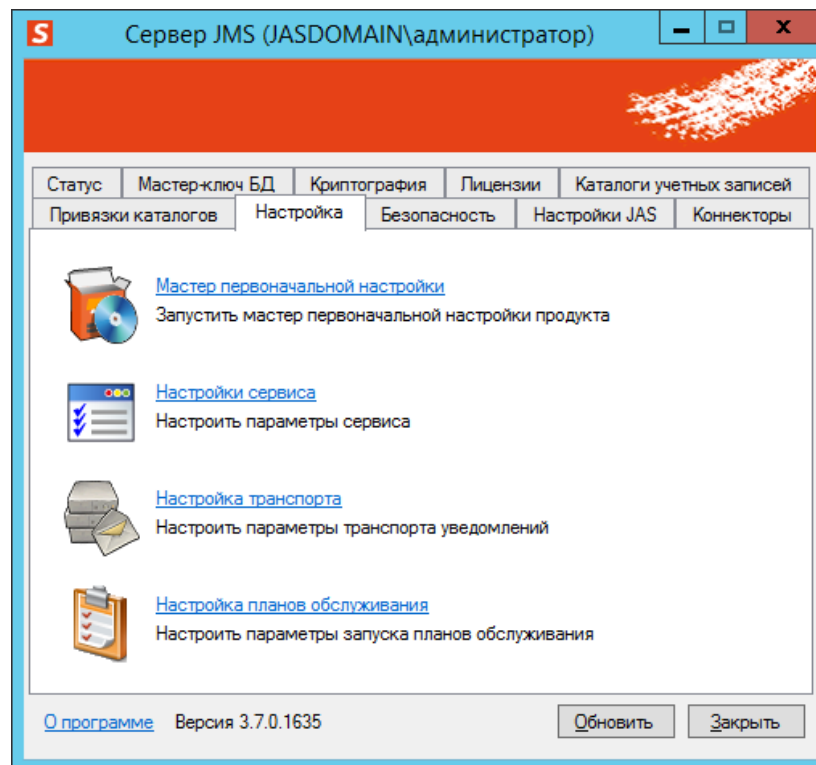 S Сервер JMS (JASDOMAIN\администратор)
Статус Мастер-ключ БД Криптография Лицензии Каталоги учетных записей
Привязки каталогов Настройка Безопасность Настройки JAS Коннекторы
Мастер первоначальной настройки
Запустить мастер первоначальной настройки продукта
Настройки сервиса
Настроить параметры сервиса
Настройка транспорта
Настроить параметры транспорта уведомлений
Настройка планов обслуживания
Настроить параметры запуска планов обслуживания
О программе Версия 3.7.0.1635 Обновить Закрыть